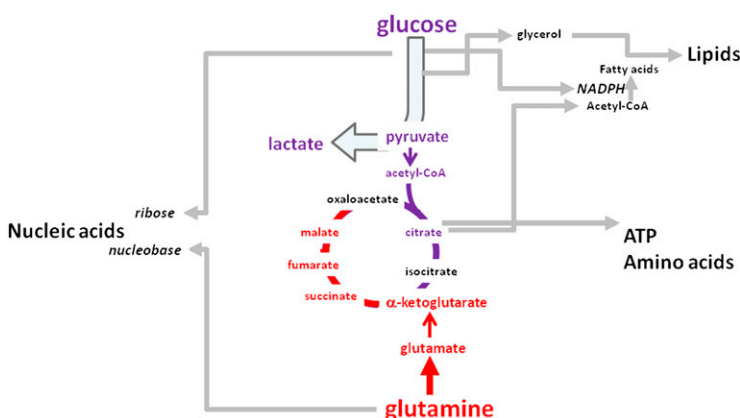 glucose
glycerol
Lipids
Fatty acids
NADPH
Acetyl-CoA
lactate
pyruvate
acetyl-CoA
oxaloacetate
ribose
Nucleic acids
nucleobase
malate
citrate
ATP
Amino acids
fumarate
isocitrate
succinate
α-ketoglutarate
glutamate
glutamine